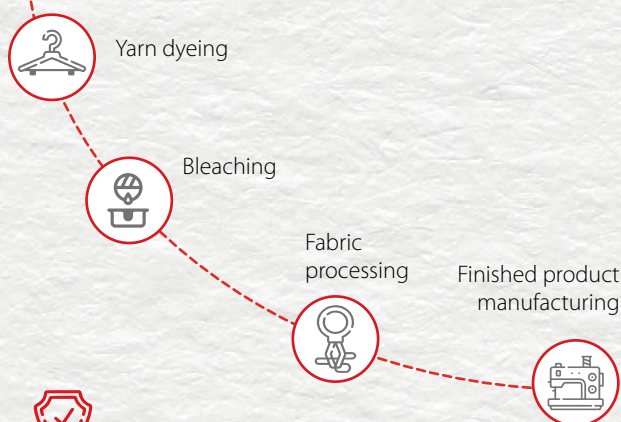 Yarn dyeing
Bleaching
Fabric
processing
Finished product
manufacturing